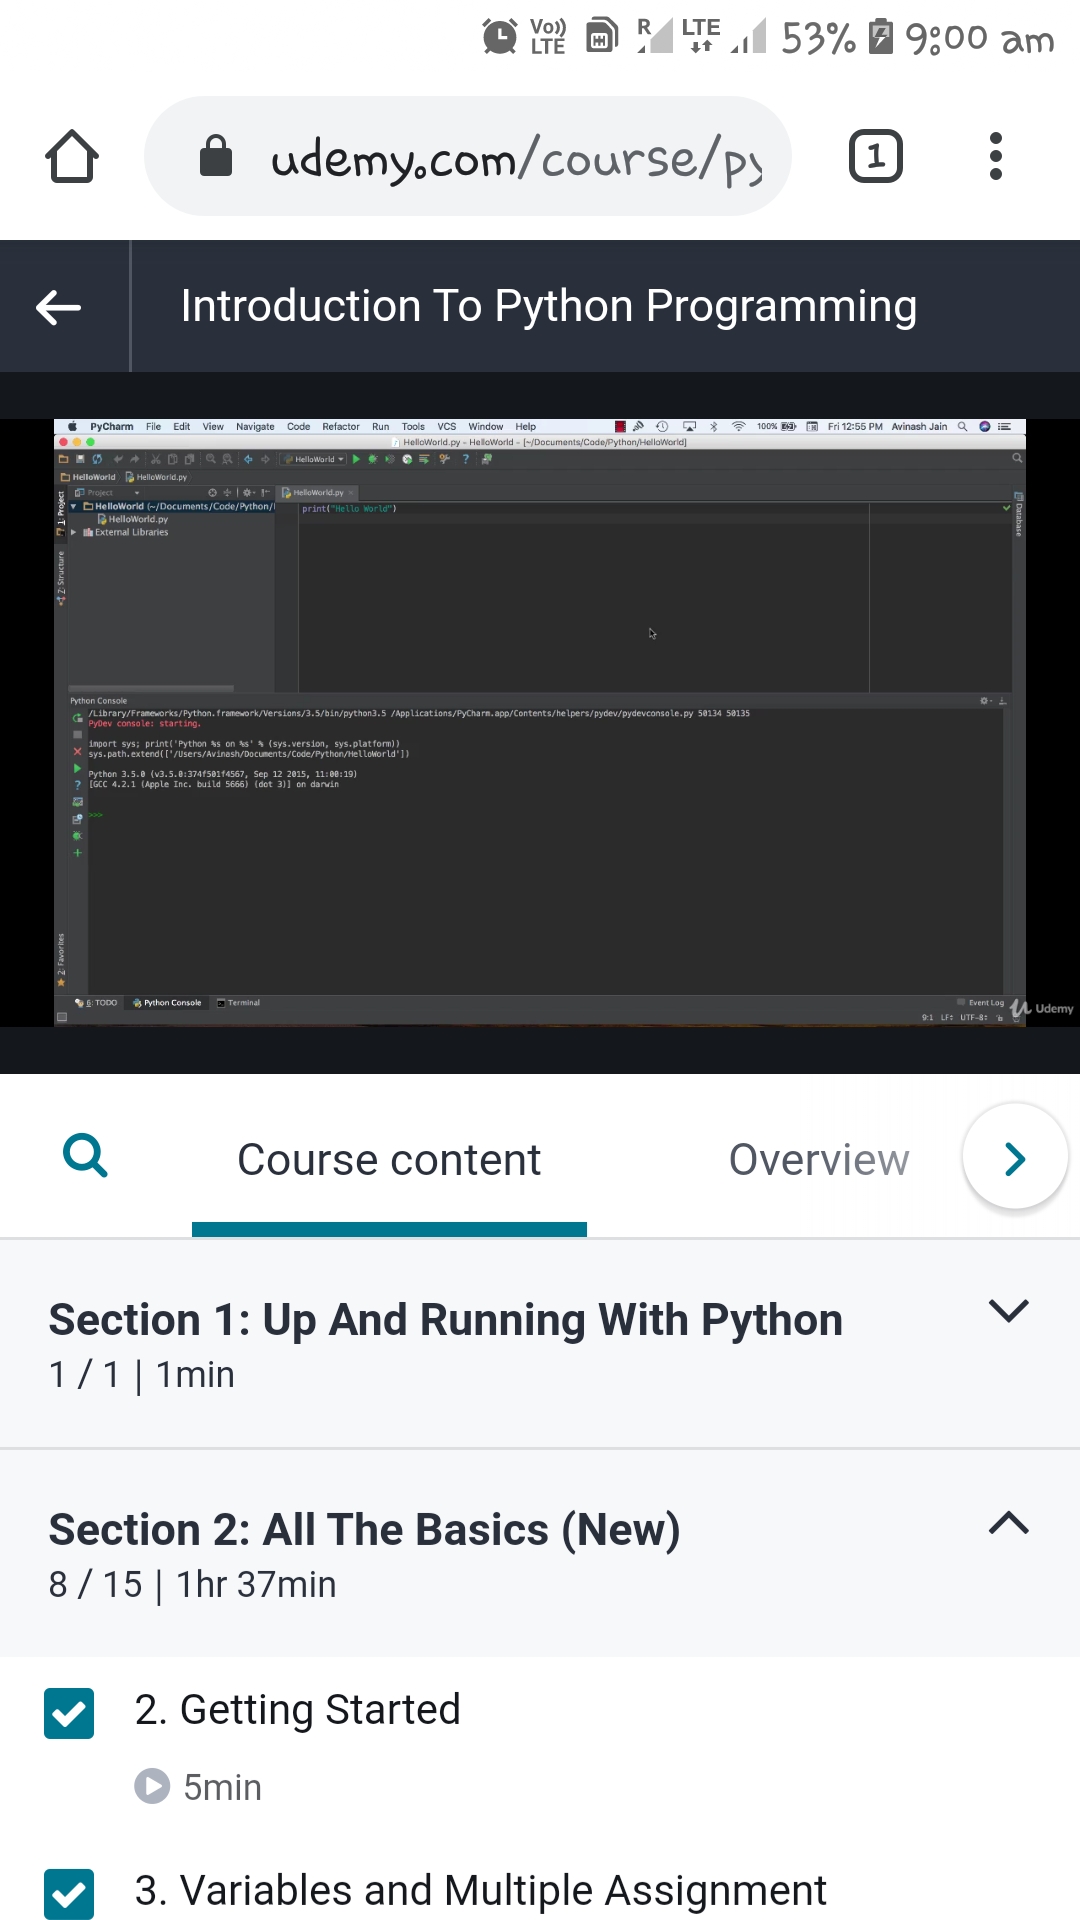 Vo)) LTE R LTE 53% 9:00 am
udemy.com/course/py
1
Introduction To Python Programming
PyCharm File Edit View Navigate Code Refactor Run Tools VCS Window Help 100% Fri 12:55 PM Avinash Jain
HelloWorld.py - HelloWorld - [~/Documents/Code/Python/HelloWorld]
HelloWorld
HelloWorld HelloWorld.py
Project HelloWorld.py
1: Project
HelloWorld (~/Documents/Code/Python/
print("Hello World")
HelloWorld.py
External Libraries
Database
Z: Structure
Python Console
/Library/Frameworks/Python.framework/Versions/3.5/bin/python3.5 /Applications/PyCharm.app/Contents/helpers/pydev/pydevconsole.py 50134 50135
PyDev console: starting.
import sys; print('Python %s on %s' % (sys.version, sys.platform))
sys.path.extend(['/Users/Avinash/Documents/Code/Python/HelloWorld'])
Python 3.5.0 (v3.5.0:374f501f4567, Sep 12 2015, 11:00:19)
[GCC 4.2.1 (Apple Inc. build 5666) (dot 3)] on darwin
>>>
2: Favorites
6: TODO Python Console Terminal Event Log
Udemy
9:1 LF: UTF-8:
Course content Overview
Section 1: Up And Running With Python
1 / 1 | 1min
Section 2: All The Basics (New)
8 / 15 | 1hr 37min
2. Getting Started
5min
3. Variables and Multiple Assignment